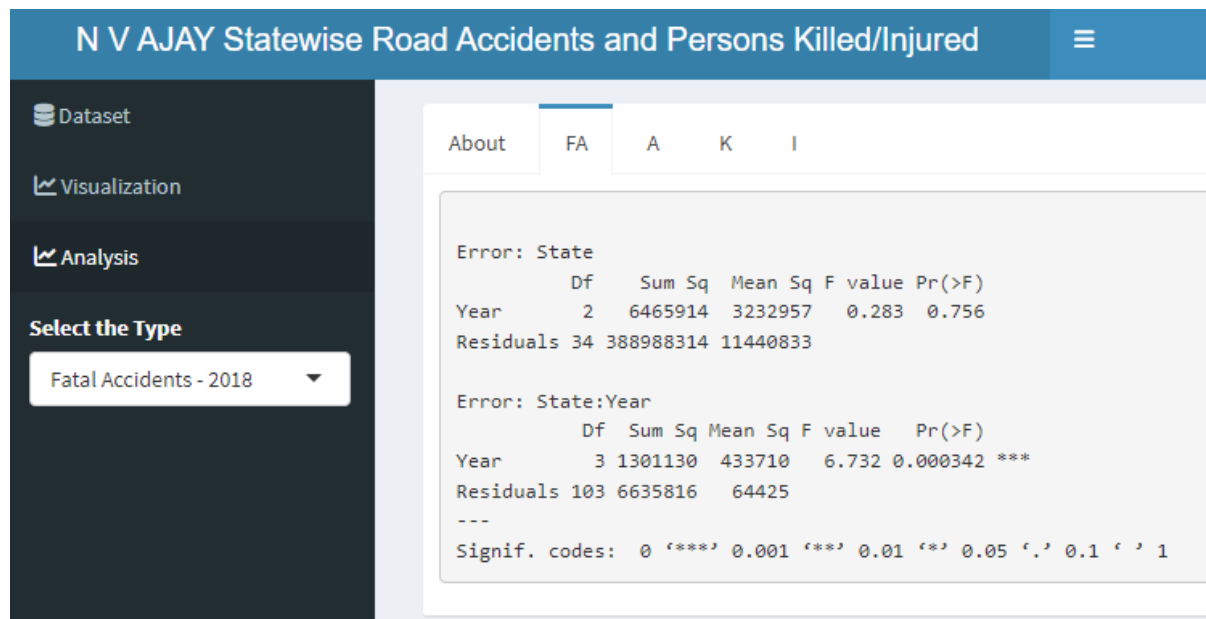 N V AJAY Statewise Road Accidents and Persons Killed/Injured
Dataset
Visualization
Analysis
Select the Type
Fatal Accidents - 2018
About FA A K I
Error: State
Df Sum Sq Mean Sq F value Pr(>F)
Year 2 6465914 3232957 0.283 0.756
Residuals 34 388988314 11440833
Error: State:Year
Df Sum Sq Mean Sq F value Pr(>F)
Year 3 1301130 433710 6.732 0.000342 ***
Residuals 103 6635816 64425
---
Signif. codes: 0 ‘***’ 0.001 ‘**’ 0.01 ‘*’ 0.05 ‘.’ 0.1 ‘ ’ 1